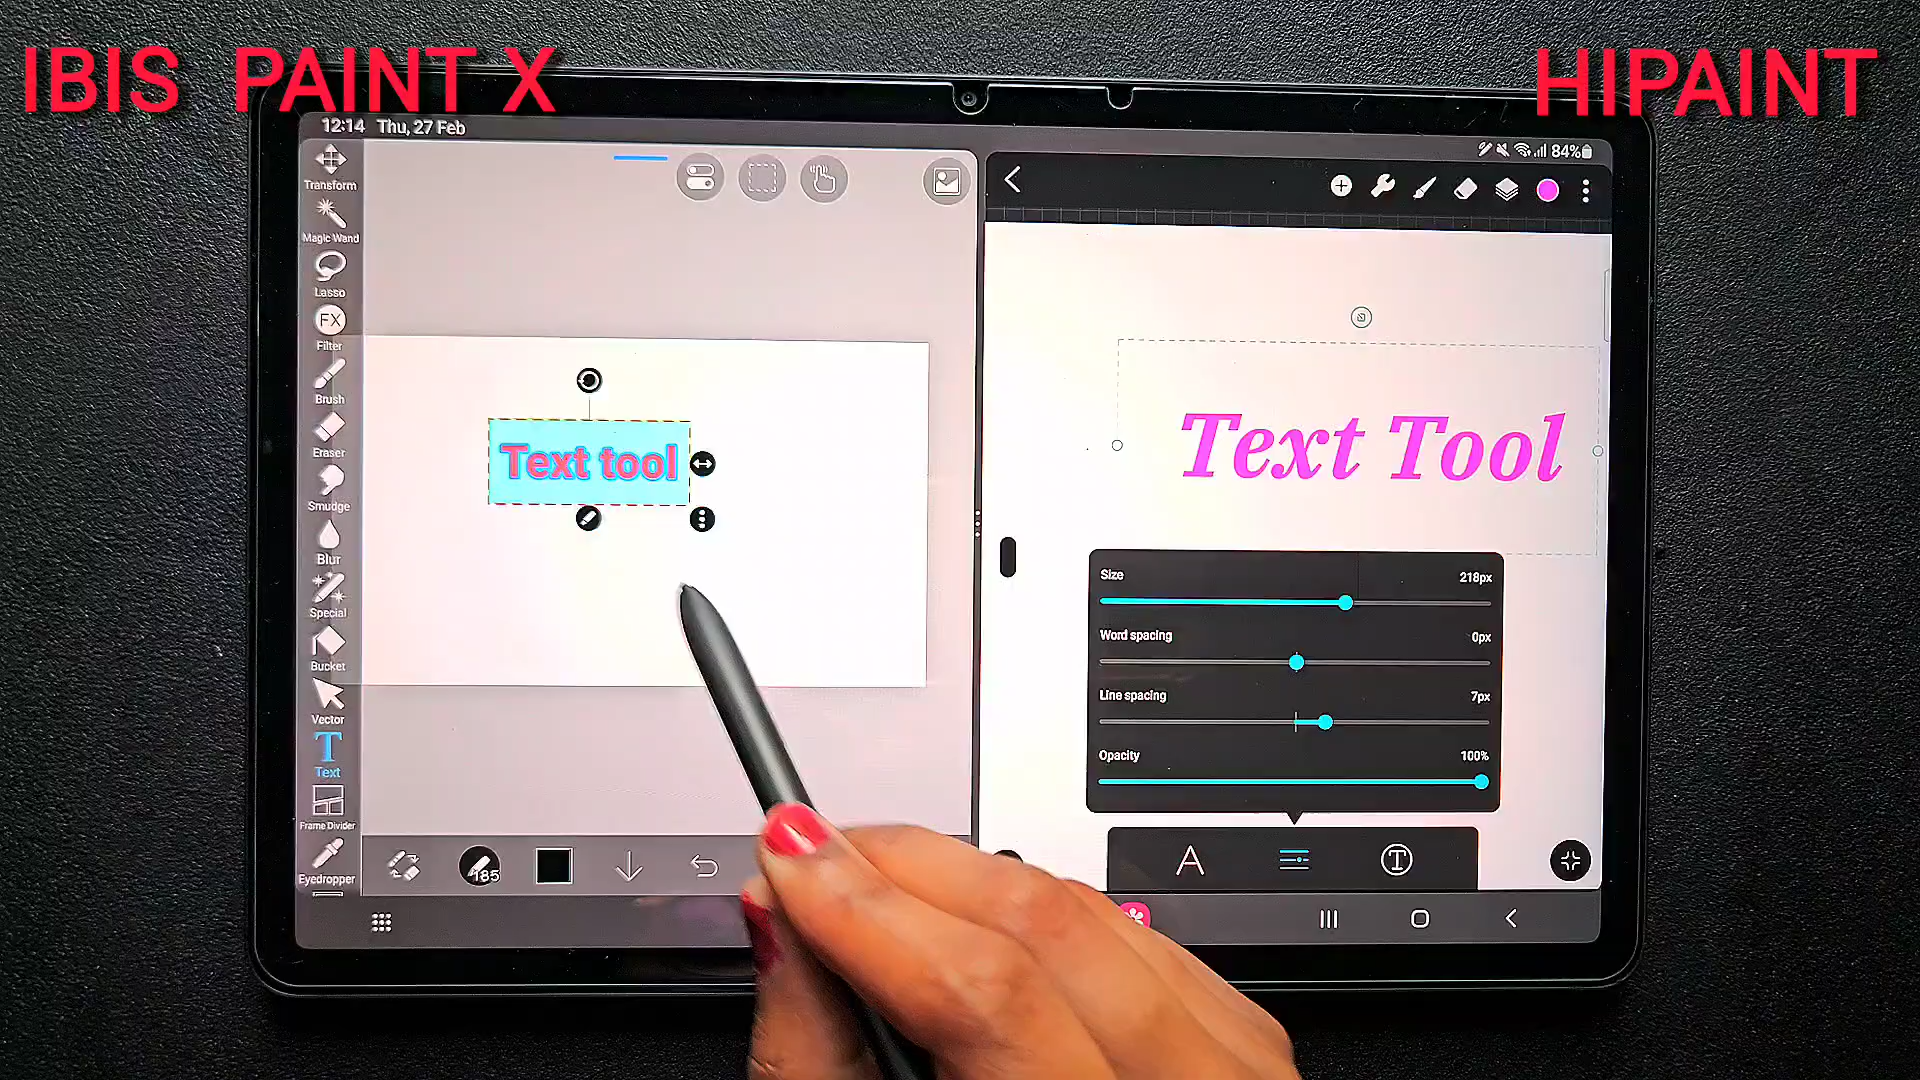 IBIS PAINT X
HIPAINT
12:14 Thu, 27 Feb
84%
Transform
Magic Wand
Lasso
FX
Filter
Brush
Eraser
Smudge
Blur
Special
Bucket
Vector
T
Text
Frame Divider
Eyedropper
Text tool
185
Text Tool
Size 218px
Word spacing 0px
Line spacing 7px
Opacity 100%
A
T